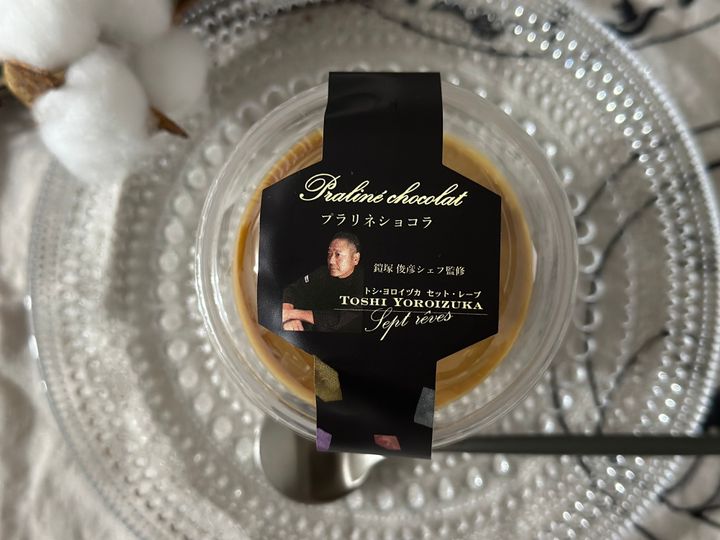 Praliné chocolat
プラリネショコラ
鎧塚 俊彦シェフ監修
トシ・ヨロイヅカ セット・レーブ
TOSHI YOROIZUKA
Sept rêves